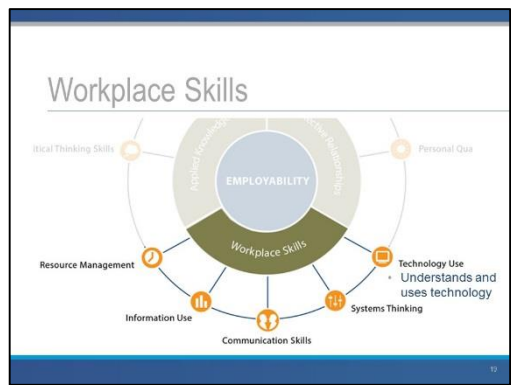 Workplace Skills
itical Thinking Skills
Applied Knowledge
ective Relationships
Personal Qua
EMPLOYABILITY
Workplace Skills
Resource Management
Technology Use
• Understands and
uses technology
Information Use
Systems Thinking
Communication Skills